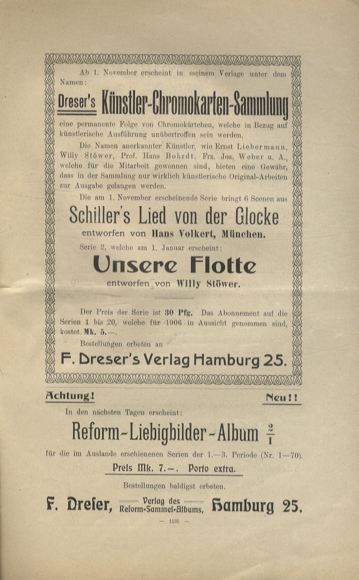 Ab 1. November erscheint in meinem Verlage unter dem
Namen:
Dreser's Künstler-Chromokarten-Sammlung
eine permanente Folge von Chromokärtchen, welche in Bezug auf
künstlerische Ausführung unübertroffen sein werden.
Die Namen anerkannter Künstler, wie Ernst Liebermann,
Willy Stöwer, Prof. Hans Bohrdt, Frz. Jos. Weber u. A.,
welche für die Mitarbeit gewonnen sind, bieten eine Gewähr,
dass in der Sammlung nur wirklich künstlerische Original-Arbeiten
zur Ausgabe gelangen werden.
Die am 1. November erscheinende Serie bringt 6 Scenen aus
Schiller's Lied von der Glocke
entworfen von Hans Volkert, München.
Serie 2, welche am 1. Januar erscheint:
Unsere Flotte
entworfen von Willy Stöwer.
Der Preis der Serie ist 30 Pfg. Das Abonnement auf die
Serien 1 bis 20, welche für 1906 in Aussicht genommen sind,
kostet Mk. 5.—.
Bestellungen erbeten an
F. Dreser's Verlag Hamburg 25.
Achtung! Neu!!
In den nächsten Tagen erscheint:
Reform-Liebigbilder-Album
für die im Auslande erschienenen Serien der 1.—3. Periode (Nr. 1—70).
Preis Mk. 7.—. Porto extra.
Bestellungen baldigst erbeten.
F. Dreser, Verlag des Reform-Sammel-Albums, Hamburg 25.